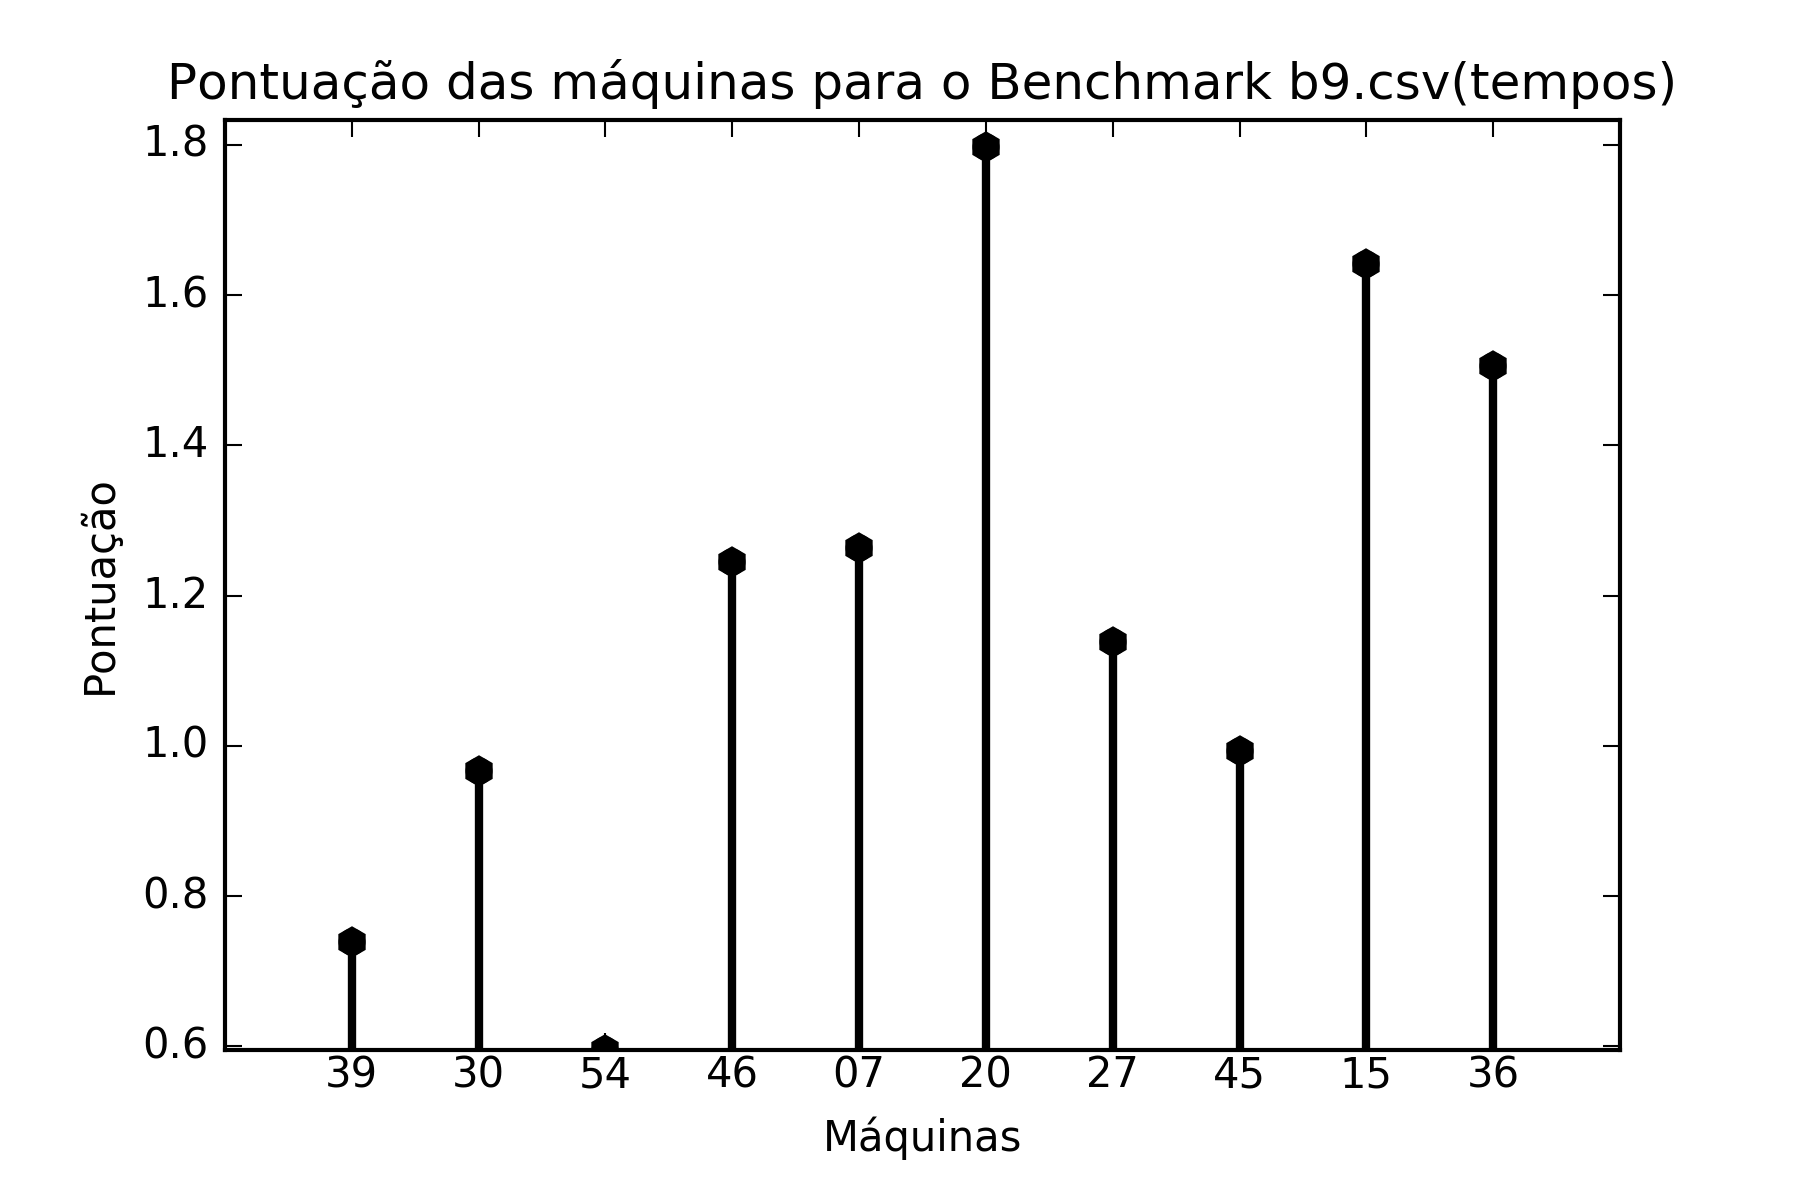 Pontuação das máquinas para o Benchmark b9.csv(tempos)
1.8
1.6
1.4
1.2
1.0
0.8
0.6
Pontuação
39 30 54 46 07 20 27 45 15 36
Máquinas